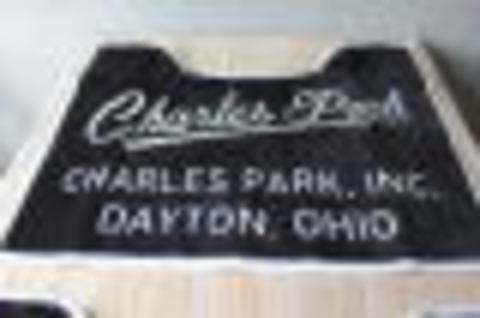 Charles Park
CHARLES PARK, INC.
DAYTON, OHIO